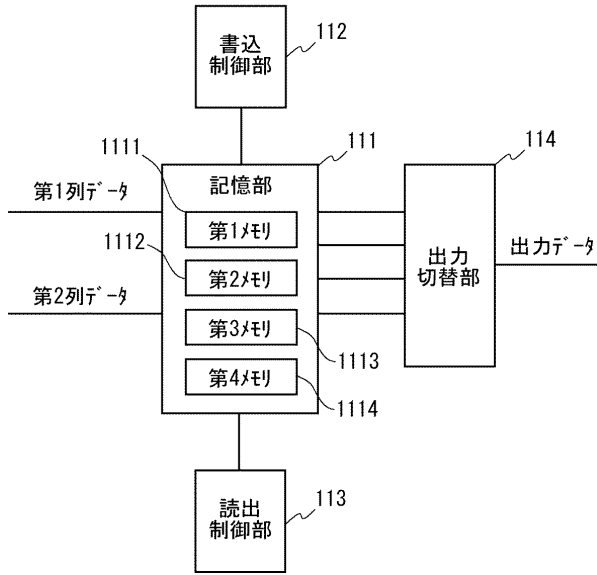 書込
制御部
112
1111
111
114
記憶部
第1列ﾃﾞｰﾀ
第1ﾒﾓﾘ
1112
第2ﾒﾓﾘ
出力
切替部
出力ﾃﾞｰﾀ
第2列ﾃﾞｰﾀ
第3ﾒﾓﾘ
1113
第4ﾒﾓﾘ
1114
読出
制御部
113